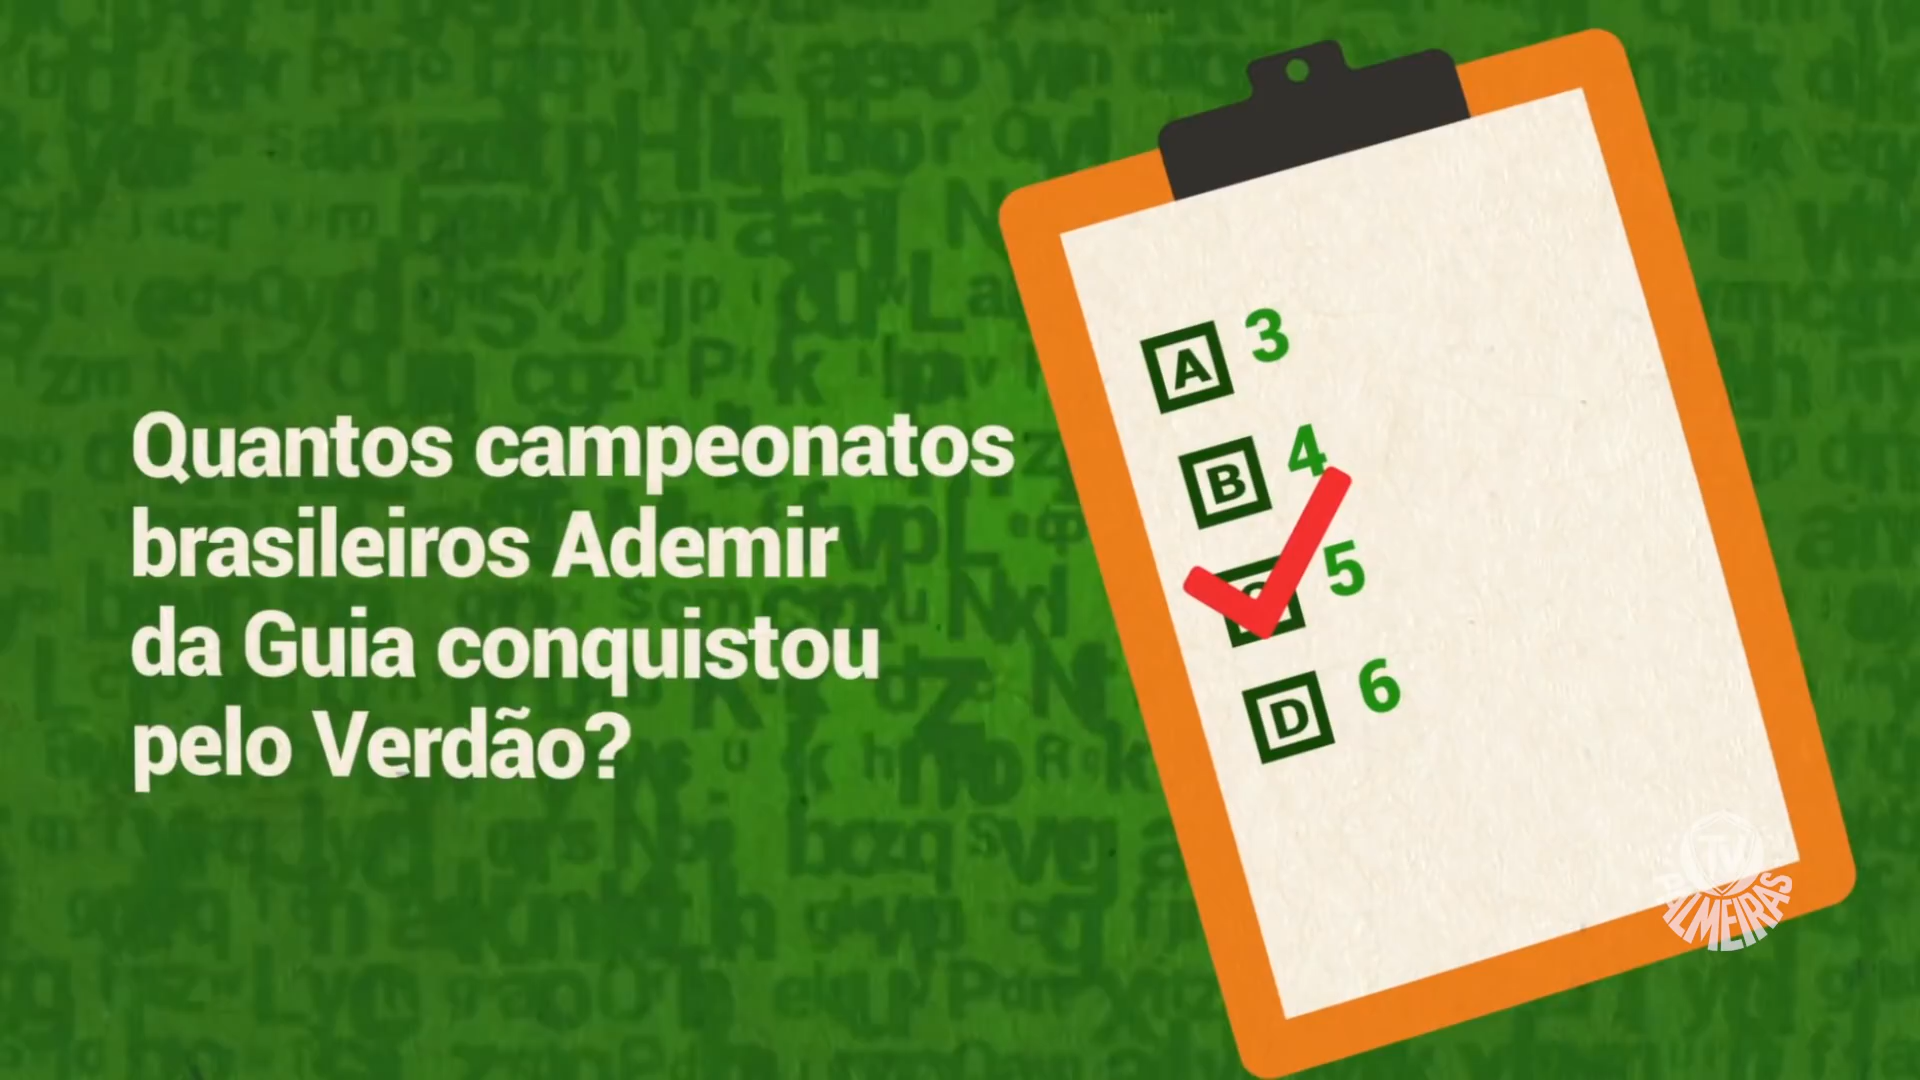 Quantos campeonatos
brasileiros Ademir
da Guia conquistou
pelo Verdão?
A 3
B 4
5
D 6
TV
PALMEIRAS